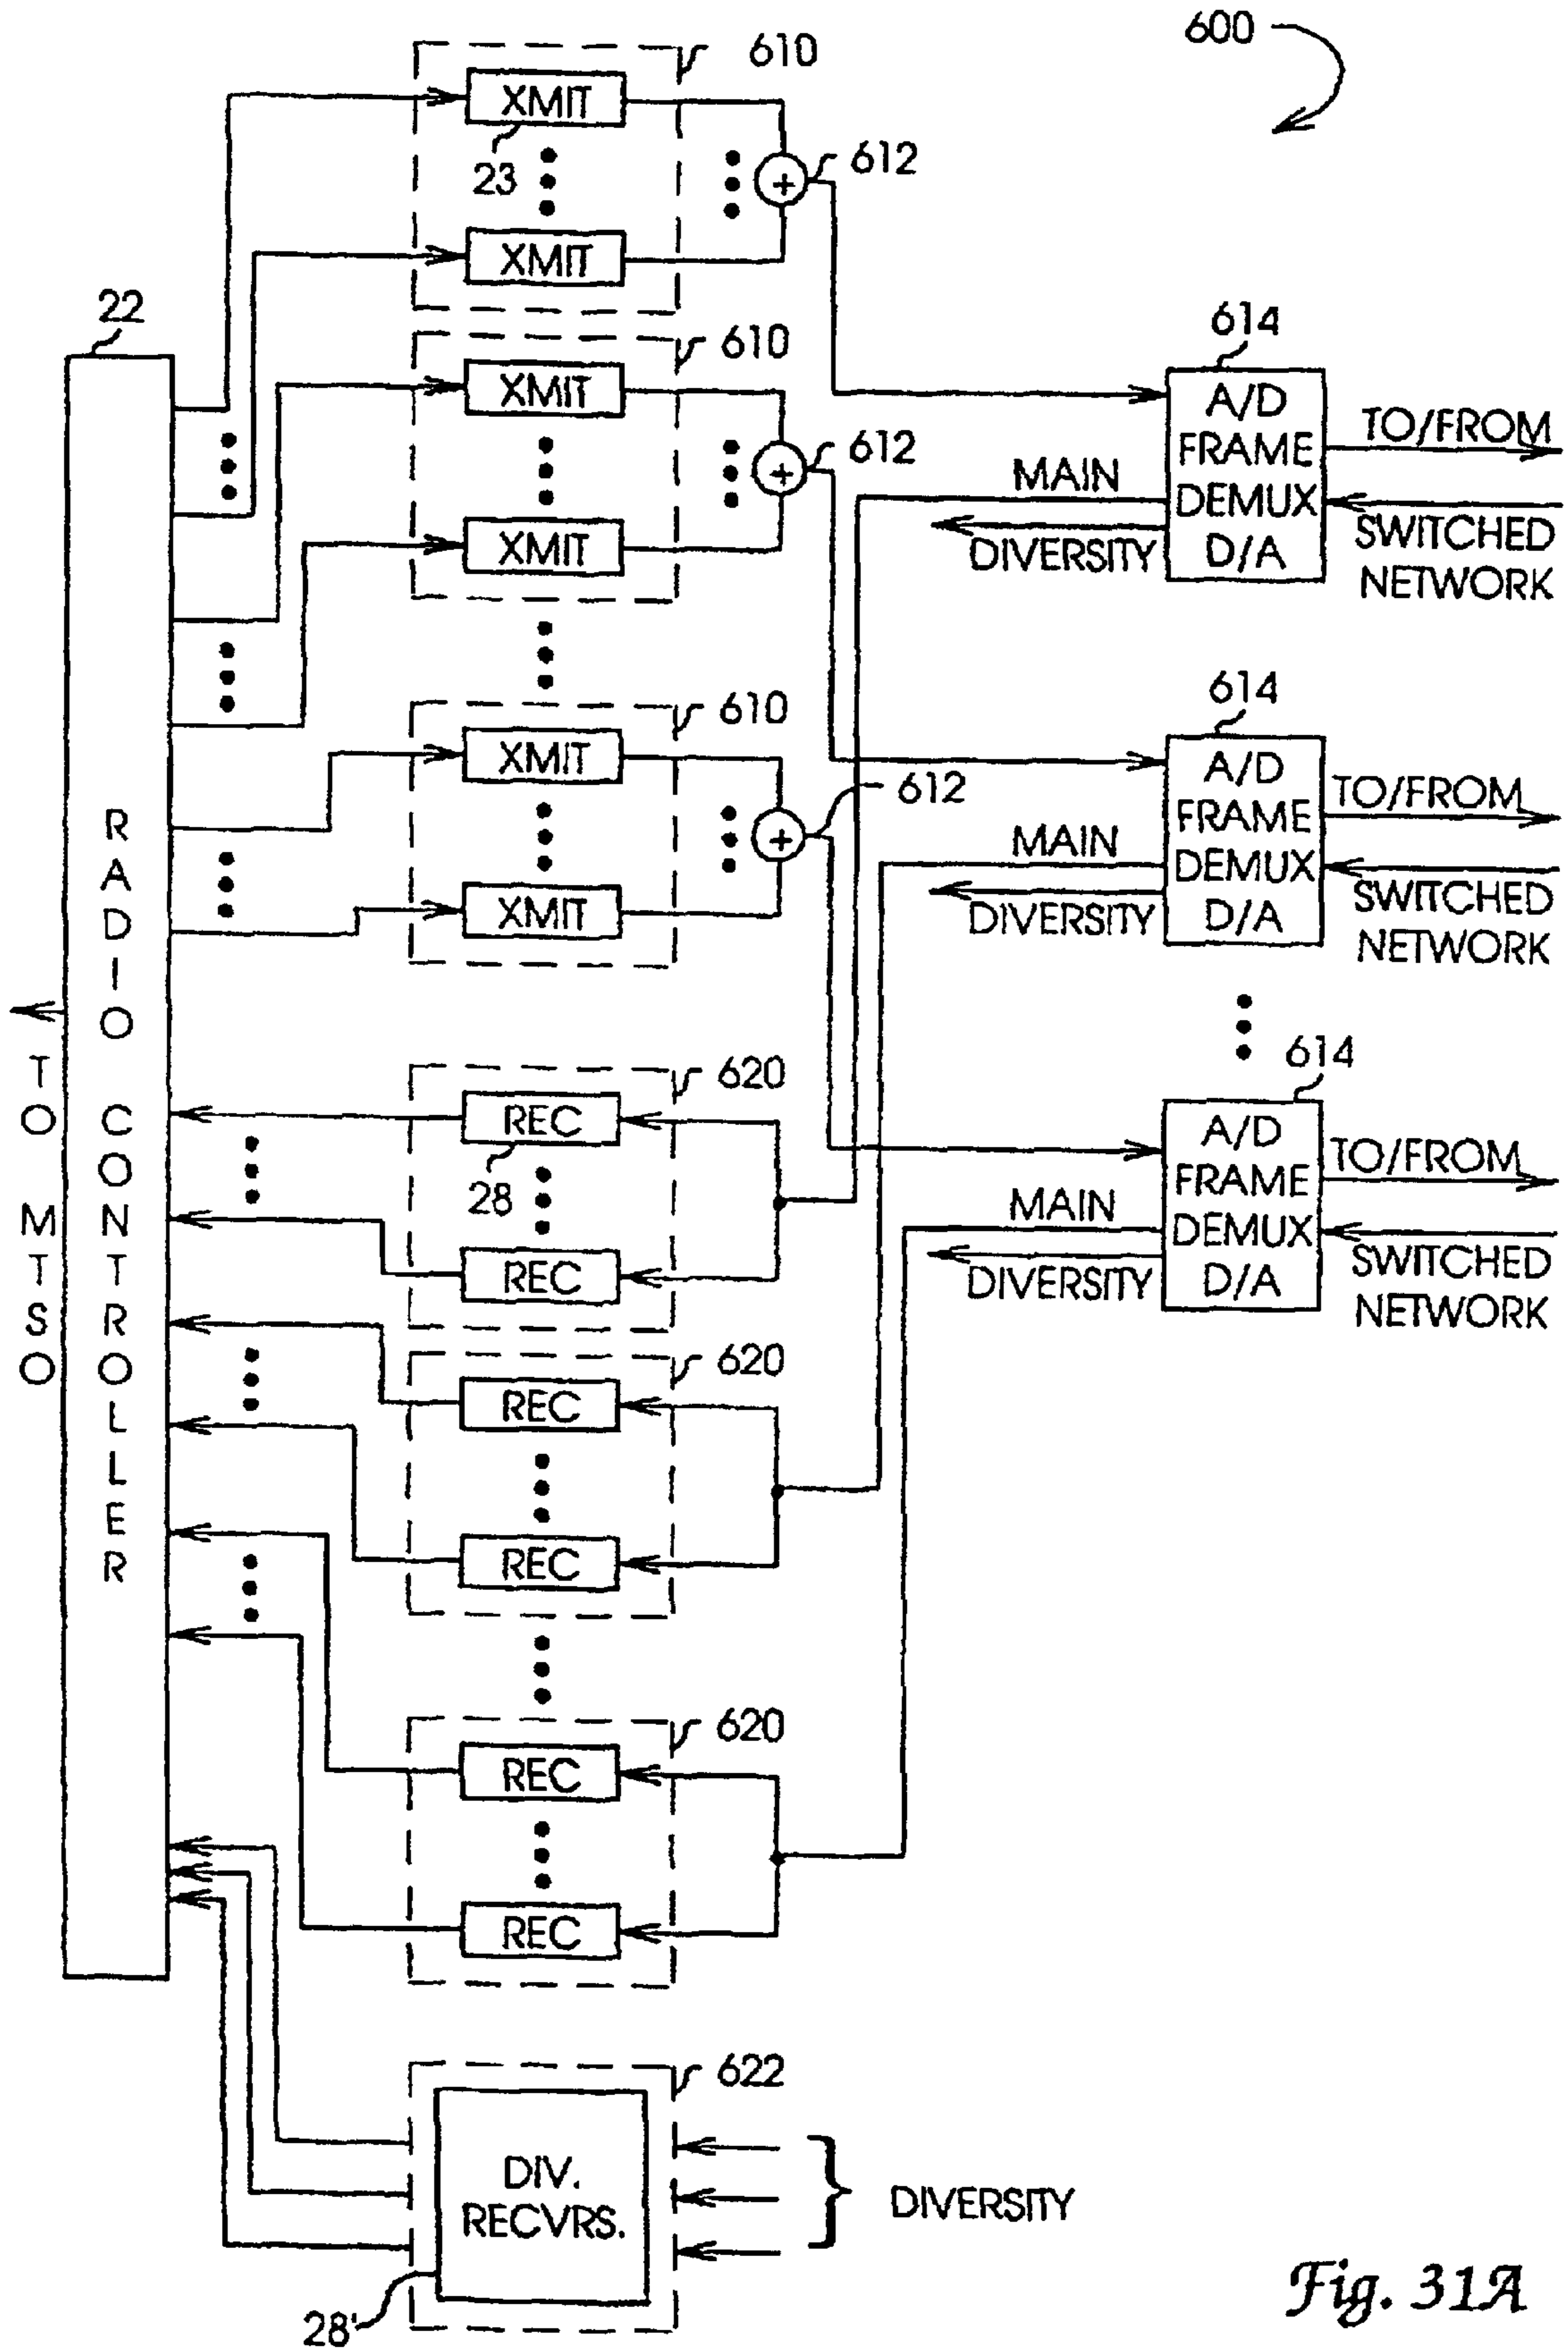 600
610
XMIT
23
612
XMIT
22
610
XMIT
612
XMIT
614
A/D
FRAME
DEMUX
D/A
TO/FROM
SWITCHED
NETWORK
MAIN
DIVERSITY
610
XMIT
612
XMIT
614
A/D
FRAME
DEMUX
D/A
TO/FROM
SWITCHED
NETWORK
MAIN
DIVERSITY
RADIO CONTROLLER
TO MTSO
614
A/D
FRAME
DEMUX
D/A
TO/FROM
SWITCHED
NETWORK
MAIN
DIVERSITY
620
REC
28
REC
620
REC
REC
620
REC
REC
622
DIV.
RECVRS.
28'
DIVERSITY
Fig. 31A